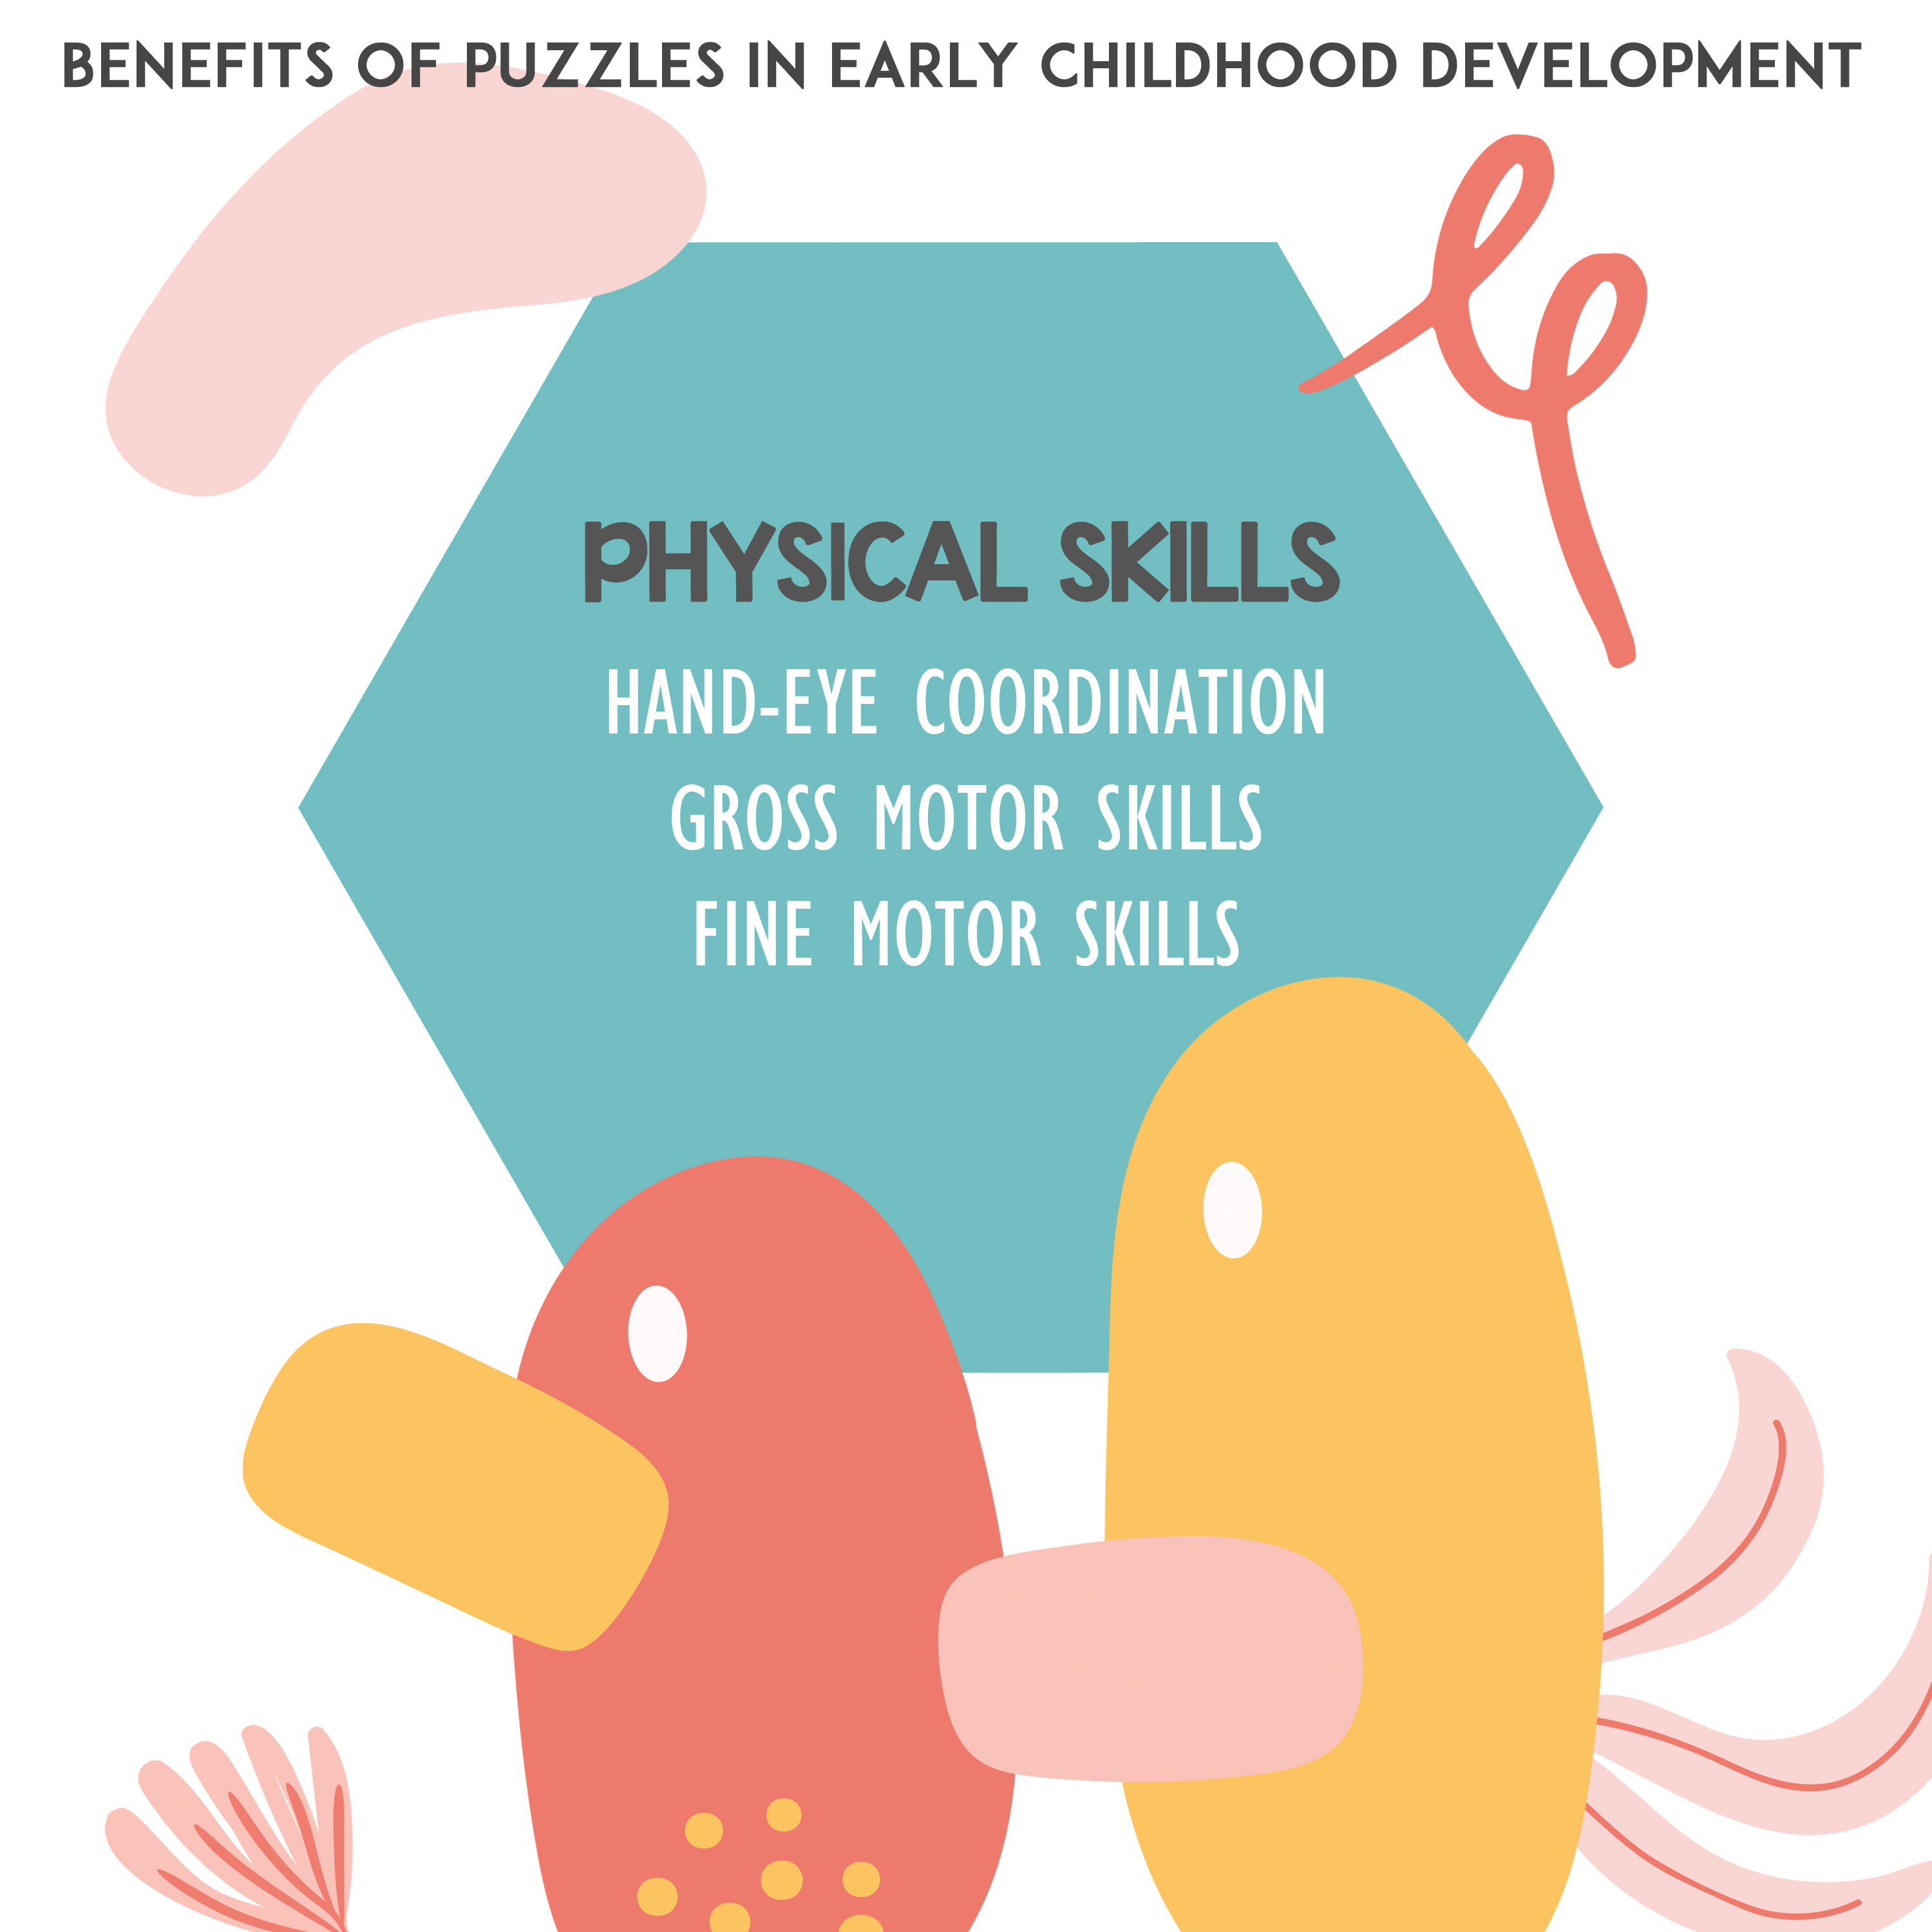 BENEFITS OF PUZZLES IN EARLY CHILDHOOD DEVELOPMENT
PHYSICAL SKILLS
HAND-EYE COORDINATION
GROSS MOTOR SKILLS
FINE MOTOR SKILLS